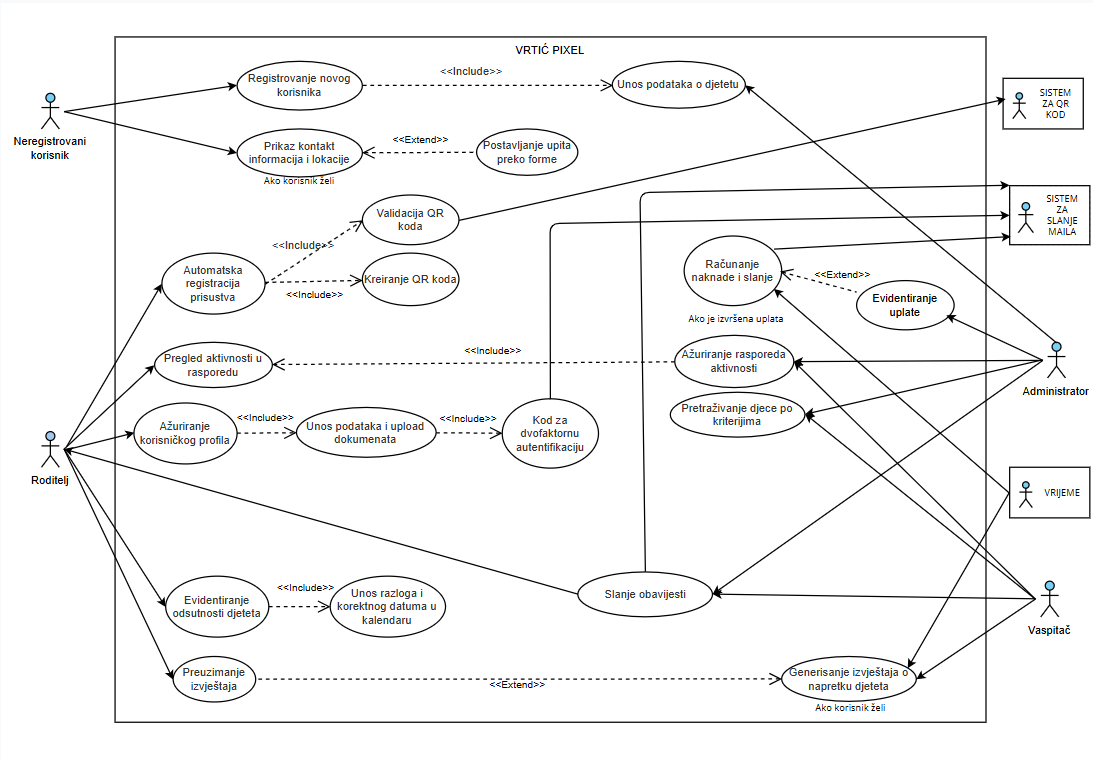 VRTIĆ PIXEL
Registrovanje novog
korisnika
<<Include>>
Unos podataka o djetetu
SISTEM
ZA QR
KOD
Neregistrovani
korisnik
Prikaz kontakt
informacija i lokacije
Ako korisnik želi
<<Extend>>
Postavljanje upita
preko forme
SISTEM
ZA
SLANJE
MAILA
Validacija QR
koda
<<Include>>
Automatska
registracija
prisustva
<<Include>>
Kreiranje QR koda
Računanje
naknade i slanje
<<Extend>>
Evidentiranje
uplate
Ako je izvršena uplata
Pregled aktivnosti u
rasporedu
<<Include>>
Ažuriranje rasporeda
aktivnosti
Administrator
Pretraživanje djece po
kriterijima
Ažuriranje
korisničkog profila
<<Include>>
Unos podataka i upload
dokumenata
<<Include>>
Kod za
dvofaktornu
autentifikaciju
Roditelj
VRIJEME
Evidentiranje
odsutnosti djeteta
<<Include>>
Unos razloga i
korektnog datuma u
kalendaru
Slanje obavijesti
Vaspitač
Preuzimanje
izvještaja
<<Extend>>
Generisanje izvještaja o
napretku djeteta
Ako korisnik želi